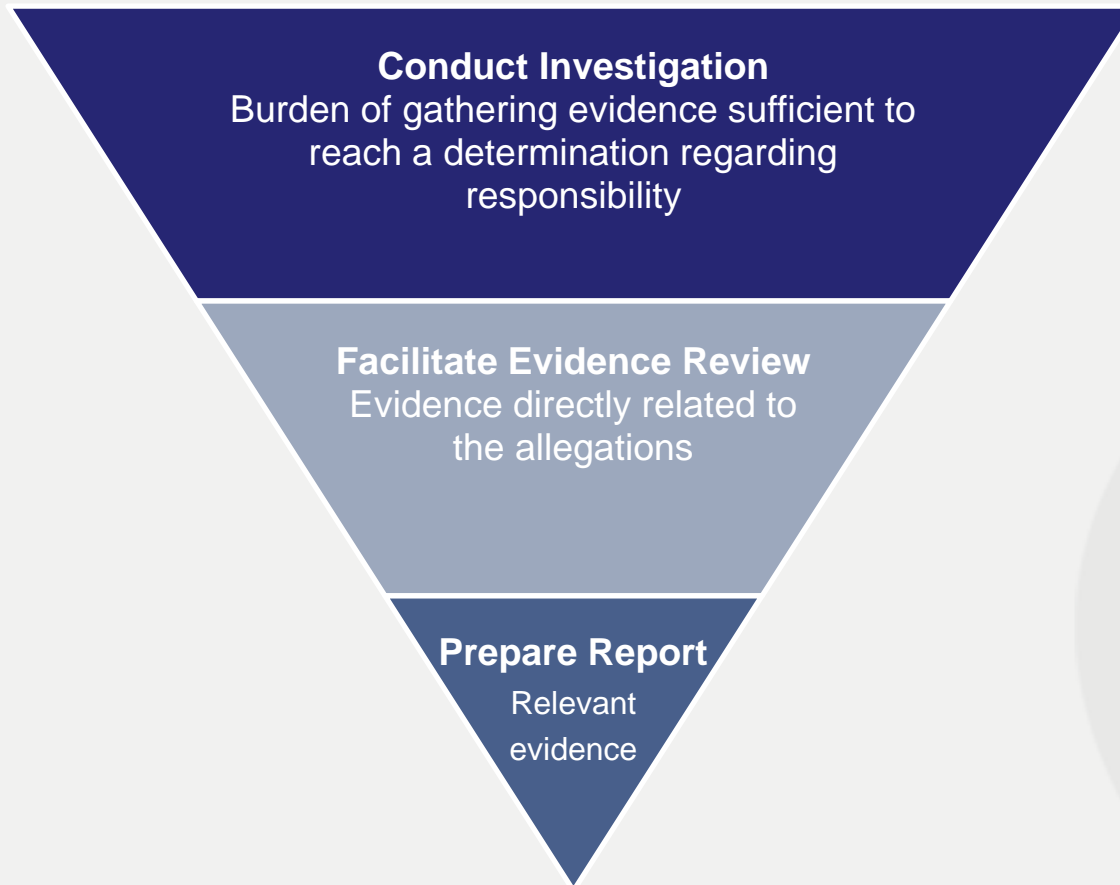 Conduct Investigation
Burden of gathering evidence sufficient to
reach a determination regarding
responsibility
Facilitate Evidence Review
Evidence directly related to
the allegations
Prepare Report
Relevant
evidence